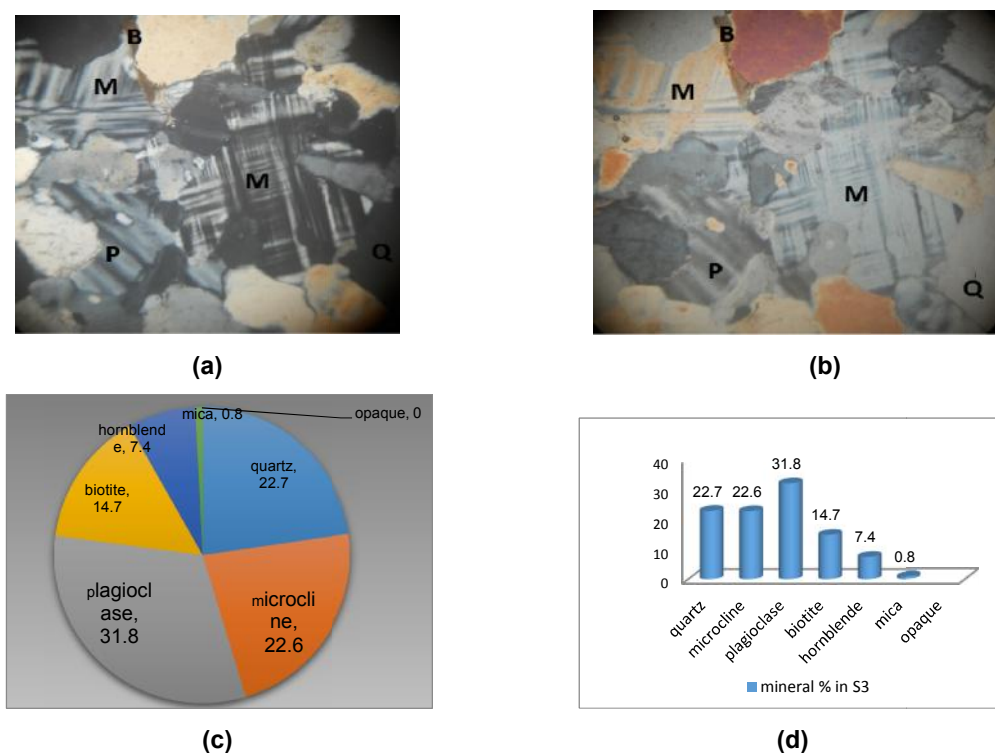 B
M
M
P
Q
(a)
B
M
M
P
Q
(b)
mica, 0.8
opaque, 0
hornblend
e, 7.4
quartz,
22.7
biotite,
14.7
plagiocl
ase,
31.8
microcli
ne,
22.6
(c)
40
30
20
10
0
22.7
22.6
31.8
14.7
7.4
0.8
quartz
microcline
plagioclase
biotite
hornblende
mica
opaque
mineral % in S3
(d)